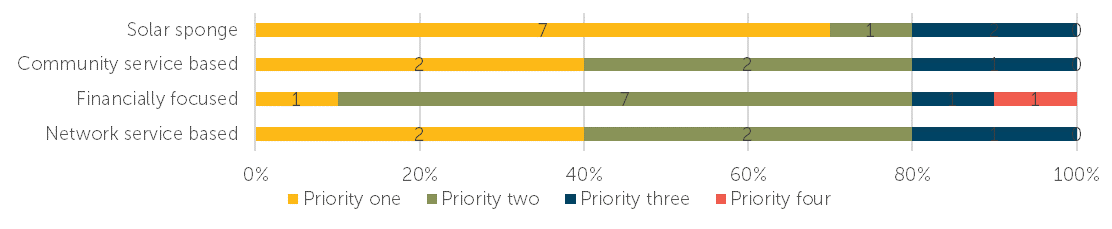 Solar sponge 7 1 2 0
Community service based 2 2 1 0
Financially focused 1 7 1 1
Network service based 2 2 1 0
0% 20% 40% 60% 80% 100%
Priority one Priority two Priority three Priority four